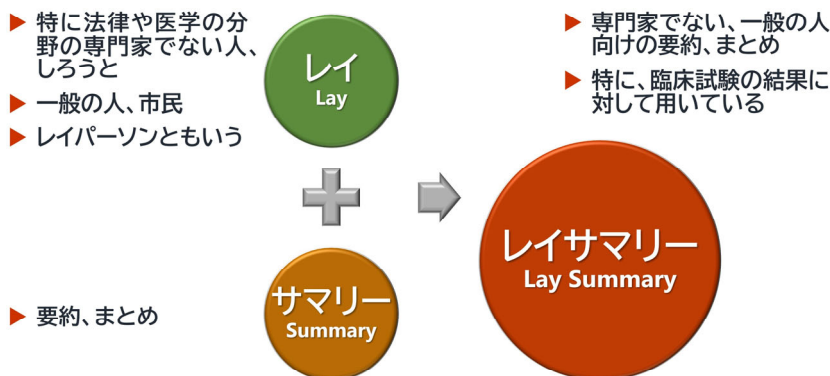 特に法律や医学の分
野の専門家でない人、
しろうと
一般の人、市民
レイパーソンともいう
レイ
Lay
サマリー
Summary
要約、まとめ
専門家でない、一般の人
向けの要約、まとめ
特に、臨床試験の結果に
対して用いている
レイサマリー
Lay Summary